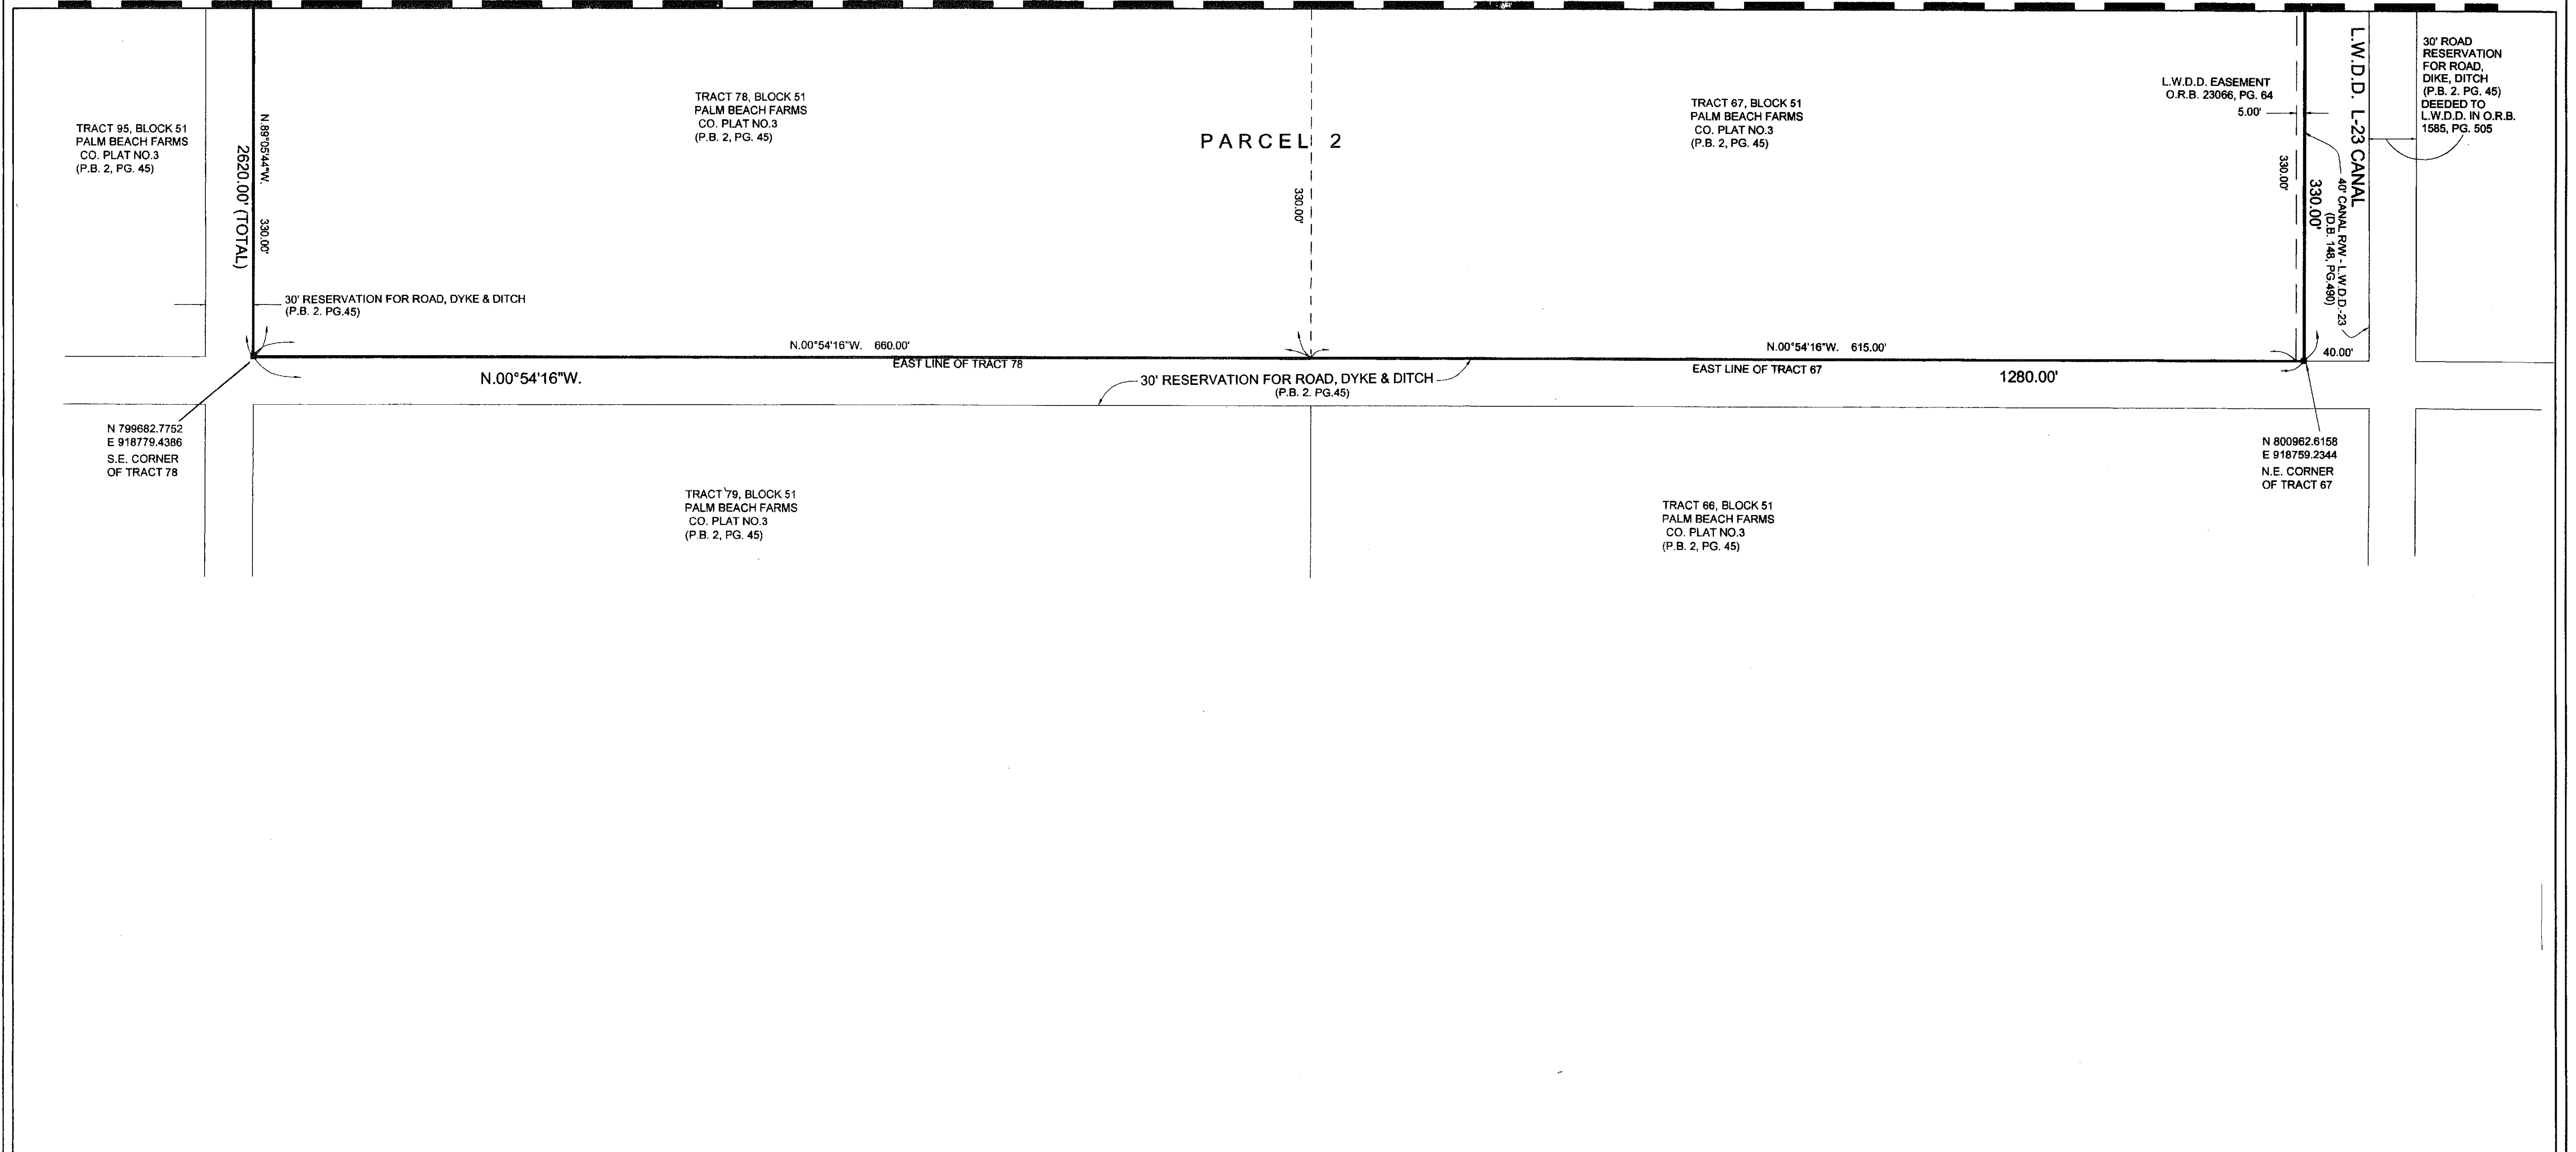 TRACT 95, BLOCK 51
PALM BEACH FARMS
CO. PLAT NO.3
(P.B. 2, PG. 45)
N.89°05'44"W. 330.00'
2620.00' (TOTAL)
30' RESERVATION FOR ROAD, DYKE & DITCH
(P.B. 2. PG.45)
TRACT 78, BLOCK 51
PALM BEACH FARMS
CO. PLAT NO.3
(P.B. 2, PG. 45)
PARCEL 2
330.00'
TRACT 67, BLOCK 51
PALM BEACH FARMS
CO. PLAT NO.3
(P.B. 2, PG. 45)
L.W.D.D. EASEMENT
O.R.B. 23066, PG. 64
5.00'
330.00'
330.00'
L.W.D.D. L-23 CANAL
40' CANAL R/W - L.W.D.D.-23
(D.B. 148, PG.490)
30' ROAD
RESERVATION
FOR ROAD,
DIKE, DITCH
(P.B. 2. PG. 45)
DEEDED TO
L.W.D.D. IN O.R.B.
1585, PG. 505
N.00°54'16"W. 660.00'
EAST LINE OF TRACT 78
N.00°54'16"W.
30' RESERVATION FOR ROAD, DYKE & DITCH
(P.B. 2. PG.45)
N.00°54'16"W. 615.00'
EAST LINE OF TRACT 67
1280.00'
40.00'
N 799682.7752
E 918779.4386
S.E. CORNER
OF TRACT 78
N 800962.6158
E 918759.2344
N.E. CORNER
OF TRACT 67
TRACT 79, BLOCK 51
PALM BEACH FARMS
CO. PLAT NO.3
(P.B. 2, PG. 45)
TRACT 66, BLOCK 51
PALM BEACH FARMS
CO. PLAT NO.3
(P.B. 2, PG. 45)